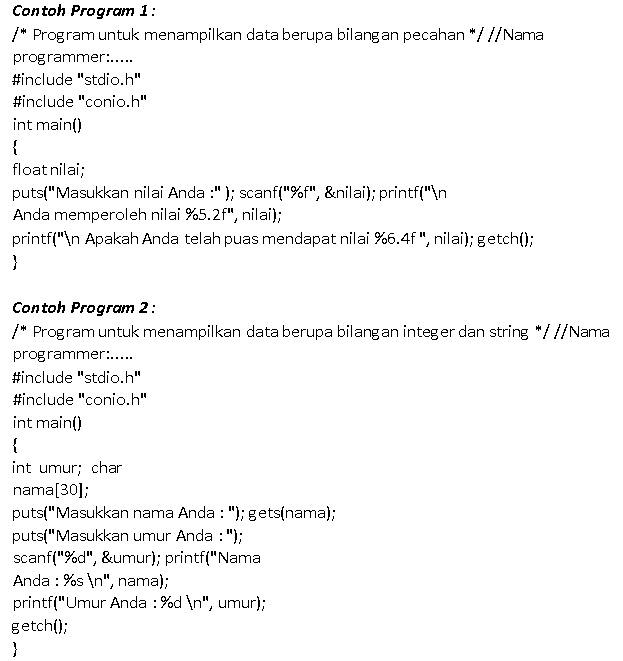 Contoh Program 1 :
/* Program untuk menampilkan data berupa bilangan pecahan */ //Nama
programmer:.....
#include "stdio.h"
#include "conio.h"
int main()
{
float nilai;
puts("Masukkan nilai Anda :" ); scanf("%f", &nilai); printf("\n
Anda memperoleh nilai %5.2f", nilai);
printf("\n Apakah Anda telah puas mendapat nilai %6.4f ", nilai); getch();
}
Contoh Program 2 :
/* Program untuk menampilkan data berupa bilangan integer dan string */ //Nama
programmer:.....
#include "stdio.h"
#include "conio.h"
int main()
{
int umur; char
nama[30];
puts("Masukkan nama Anda : "); gets(nama);
puts("Masukkan umur Anda : ");
scanf("%d", &umur); printf("Nama
Anda : %s \n", nama);
printf("Umur Anda : %d \n", umur);
getch();
}